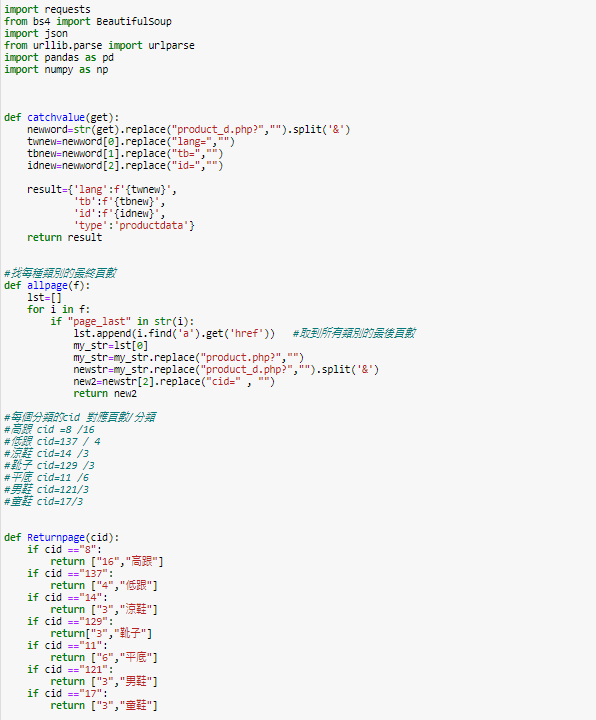 import requests
from bs4 import BeautifulSoup
import json
from urllib.parse import urlparse
import pandas as pd
import numpy as np
def catchvalue(get):
    newword=str(get).replace("product_d.php?","").split('&')
    twnew=newword[0].replace("lang=","")
    tbnew=newword[1].replace("tb=","")
    idnew=newword[2].replace("id=","")
    result={'lang':f'{twnew}',
            'tb':f'{tbnew}',
            'id':f'{idnew}',
            'type':'productdata'}
    return result
#找每種類別的最終頁數
def allpage(f):
    lst=[]
    for i in f:
        if "page_last" in str(i):
            lst.append(i.find('a').get('href'))   #取到所有類別的最後頁數
            my_str=lst[0]
            my_str=my_str.replace("product.php?","")
            newstr=my_str.replace("product_d.php?","").split('&')
            new2=newstr[2].replace("cid=" , "")
            return new2
#每個分類的cid 對應頁數/分類
#高跟 cid =8 /16
#低跟 cid=137 / 4
#涼鞋 cid=14 /3
#靴子 cid=129 /3
#平底 cid=11 /6
#男鞋 cid=121/3
#童鞋 cid=17/3
def Returnpage(cid):
    if cid =="8":
        return ["16","高跟"]
    if cid =="137":
        return ["4","低跟"]
    if cid =="14":
        return ["3","涼鞋"]
    if cid =="129":
        return["3","靴子"]
    if cid =="11":
        return ["6","平底"]
    if cid =="121":
        return ["3","男鞋"]
    if cid =="17":
        return ["3","童鞋"]